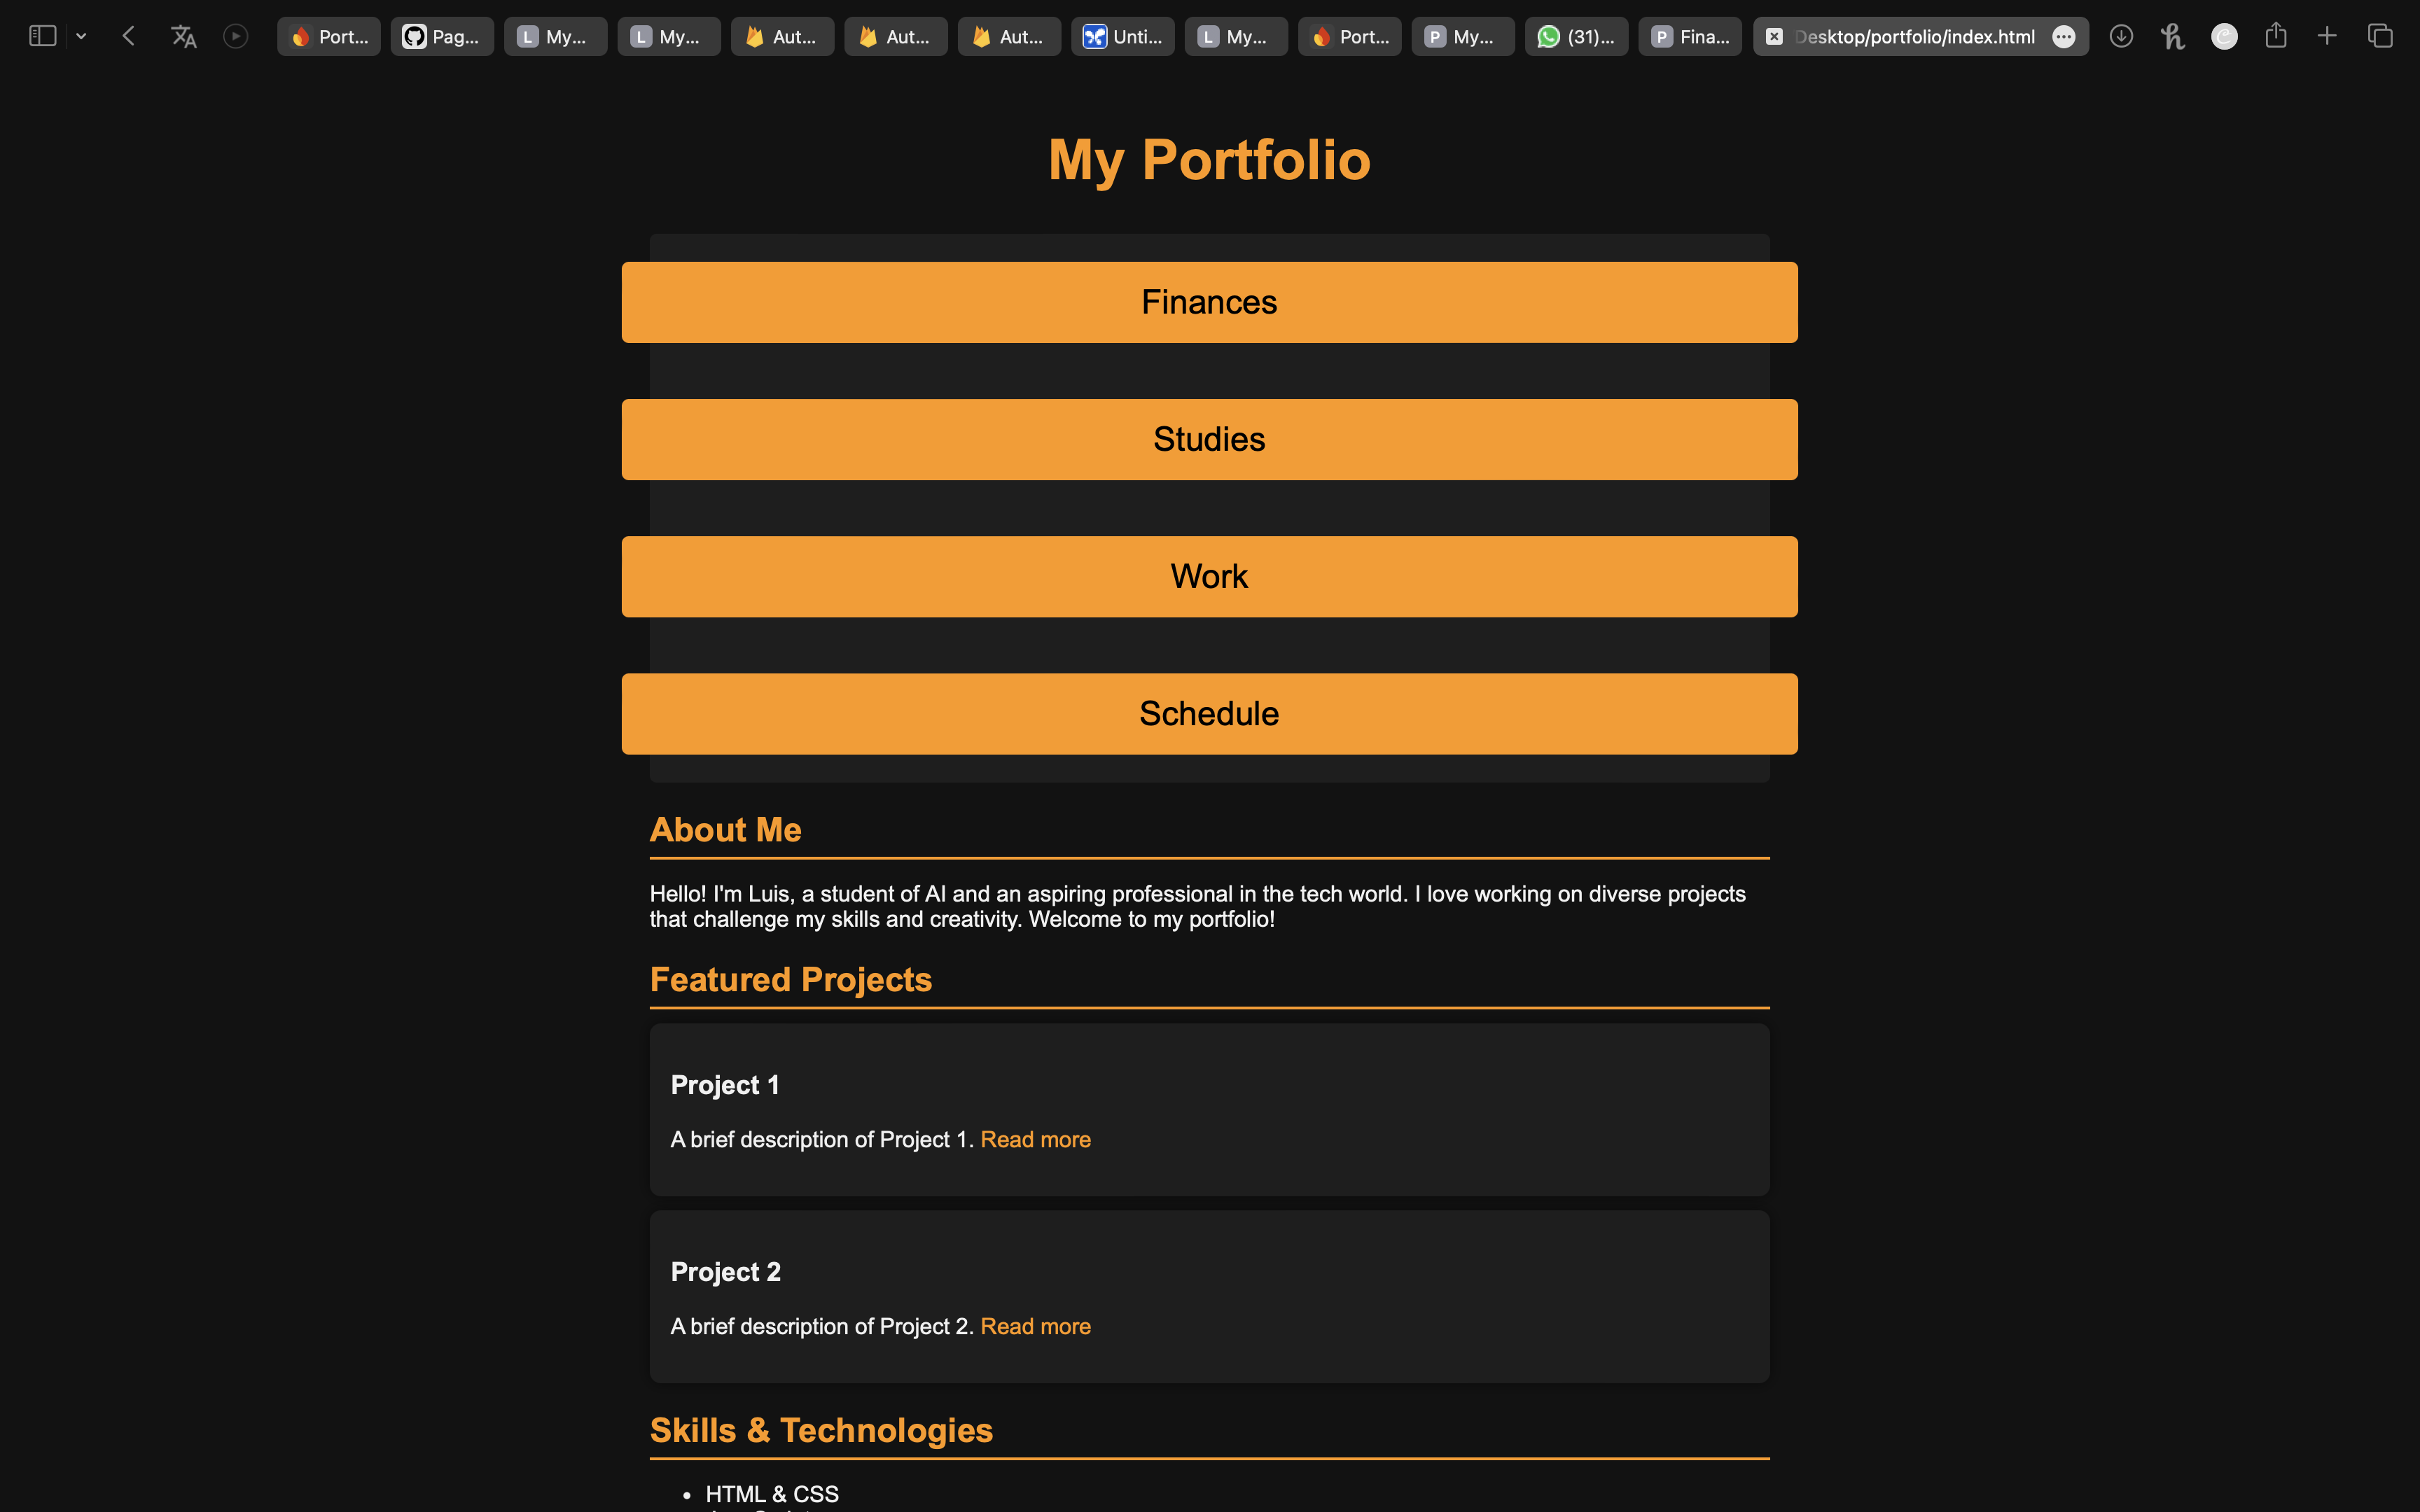 Port...
Pag...
L My...
L My...
Aut...
Aut...
Aut...
Unti...
L My...
Port...
P My...
(31)...
P Fina...
Desktop/portfolio/index.html
My Portfolio
Finances
Studies
Work
Schedule
About Me
Hello! I'm Luis, a student of AI and an aspiring professional in the tech world. I love working on diverse projects
that challenge my skills and creativity. Welcome to my portfolio!
Featured Projects
Project 1
A brief description of Project 1. Read more
Project 2
A brief description of Project 2. Read more
Skills & Technologies
• HTML & CSS